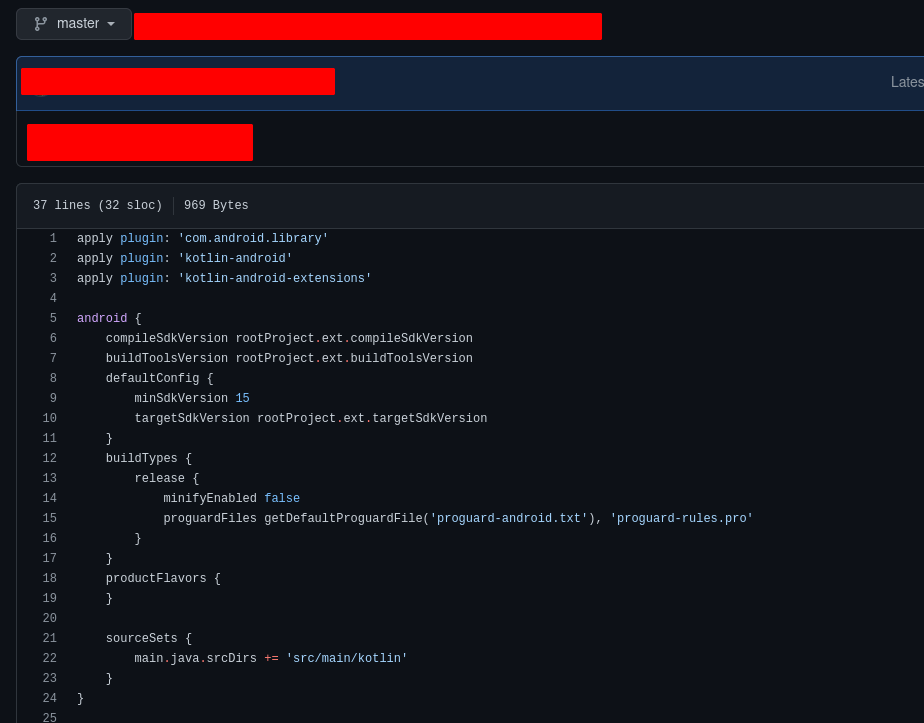 master
Lates
37 lines (32 sloc) 969 Bytes
1 apply plugin: 'com.android.library'
2 apply plugin: 'kotlin-android'
3 apply plugin: 'kotlin-android-extensions'
4
5 android {
6 compileSdkVersion rootProject.ext.compileSdkVersion
7 buildToolsVersion rootProject.ext.buildToolsVersion
8 defaultConfig {
9 minSdkVersion 15
10 targetSdkVersion rootProject.ext.targetSdkVersion
11 }
12 buildTypes {
13 release {
14 minifyEnabled false
15 proguardFiles getDefaultProguardFile('proguard-android.txt'), 'proguard-rules.pro'
16 }
17 }
18 productFlavors {
19 }
20
21 sourceSets {
22 main.java.srcDirs += 'src/main/kotlin'
23 }
24 }
25